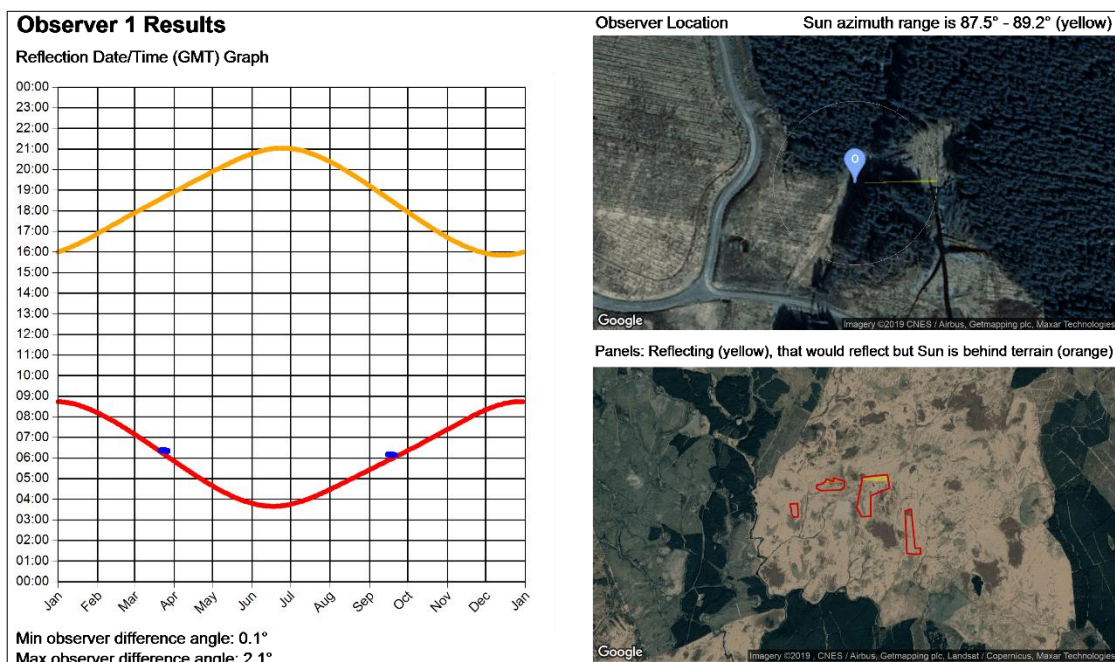 Observer 1 Results
Reflection Date/Time (GMT) Graph
00:00
23:00
22:00
21:00
20:00
19:00
18:00
17:00
16:00
15:00
14:00
13:00
12:00
11:00
10:00
09:00
08:00
07:00
06:00
05:00
04:00
03:00
02:00
01:00
00:00
Jan Feb Mar Apr May Jun Jul Aug Sep Oct Nov Dec Jan
Min observer difference angle: 0.1°
Max observer difference angle: 2.1°
Observer Location Sun azimuth range is 87.5° - 89.2° (yellow)
O
Google Imagery ©2019 CNES / Airbus, Getmapping plc, Maxar Technologies
Panels: Reflecting (yellow), that would reflect but Sun is behind terrain (orange)
Google Imagery ©2019 , CNES / Airbus, Getmapping plc, Landsat / Copernicus, Maxar Technologies